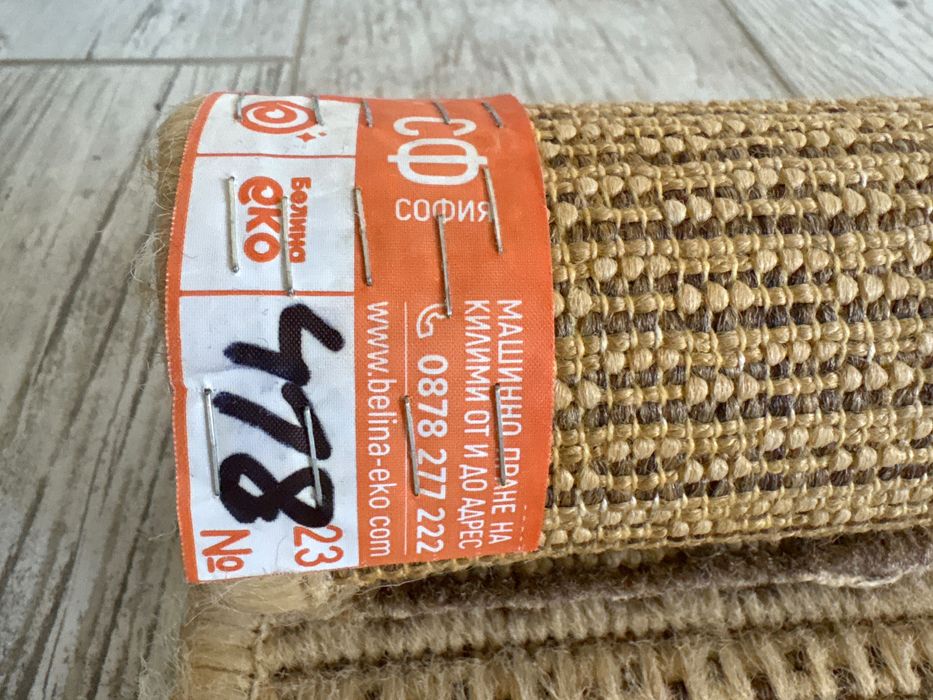 СФ
СОФИЯ
МАШИННО ПРАНЕ НА
КИЛИМИ ОТ И ДО АДРЕС
0878 277 222
www.belina-eko.com
Белина
еко
478
23
№